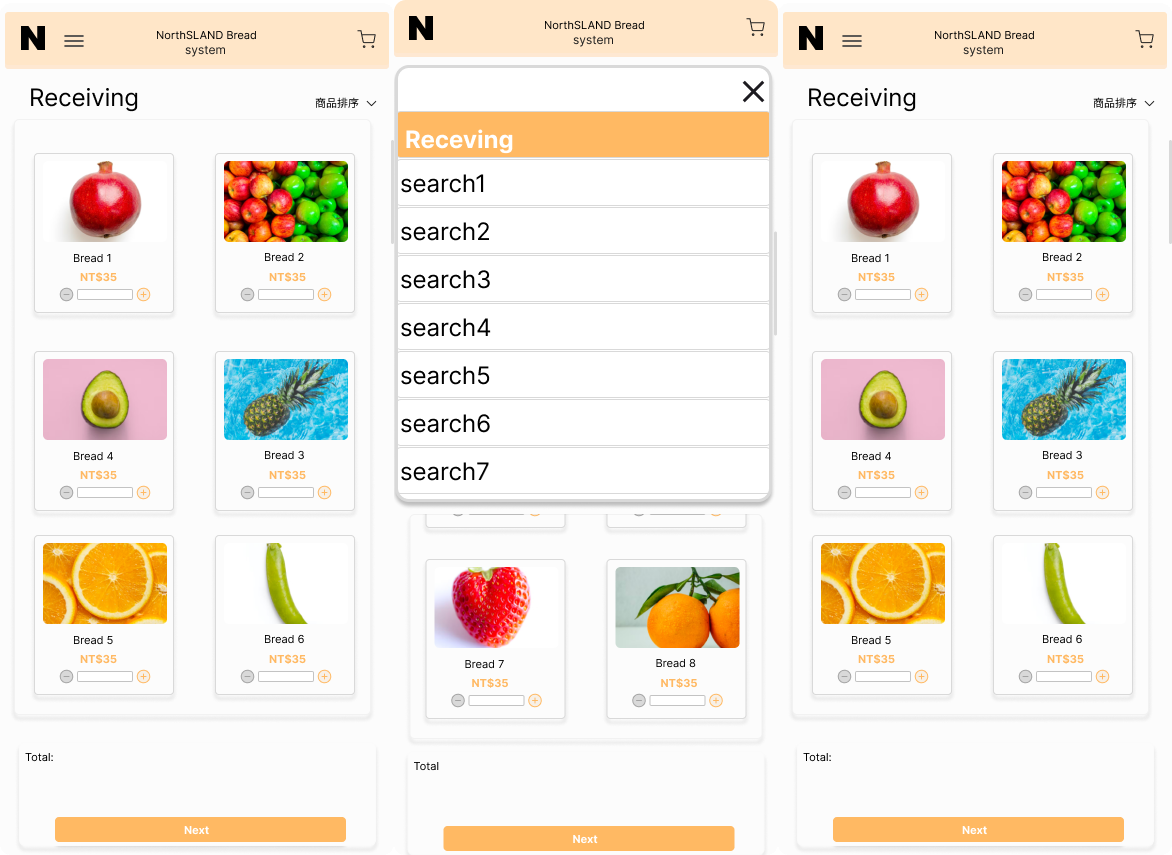 N
NorthSLAND Bread
system
Receiving
商品排序
Bread 1
NT$35
Bread 2
NT$35
Bread 4
NT$35
Bread 3
NT$35
Bread 5
NT$35
Bread 6
NT$35
Total:
Next
N
NorthSLAND Bread
system
Receving
search1
search2
search3
search4
search5
search6
search7
Bread 7
NT$35
Bread 8
NT$35
Total
Next
N
NorthSLAND Bread
system
Receiving
商品排序
Bread 1
NT$35
Bread 2
NT$35
Bread 4
NT$35
Bread 3
NT$35
Bread 5
NT$35
Bread 6
NT$35
Total:
Next